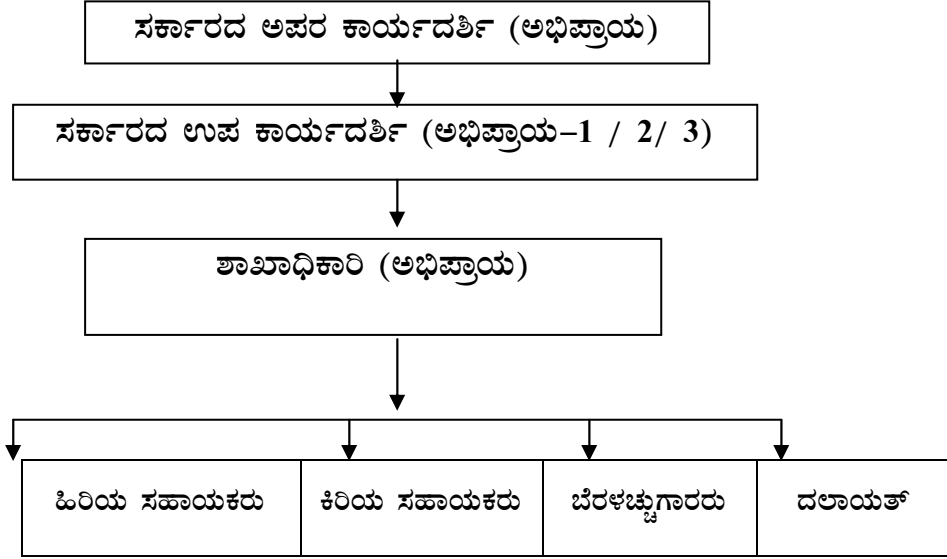 ಸರ್ಕಾರದ ಅಪರ ಕಾರ್ಯದರ್ಶಿ (ಅಭಿಪ್ರಾಯ)
ಸರ್ಕಾರದ ಉಪ ಕಾರ್ಯದರ್ಶಿ (ಅಭಿಪ್ರಾಯ–1 / 2/ 3)
ಶಾಖಾಧಿಕಾರಿ (ಅಭಿಪ್ರಾಯ)
ಹಿರಿಯ ಸಹಾಯಕರು ಕಿರಿಯ ಸಹಾಯಕರು ಬೆರಳಚ್ಚುಗಾರರು ದಲಾಯತ್